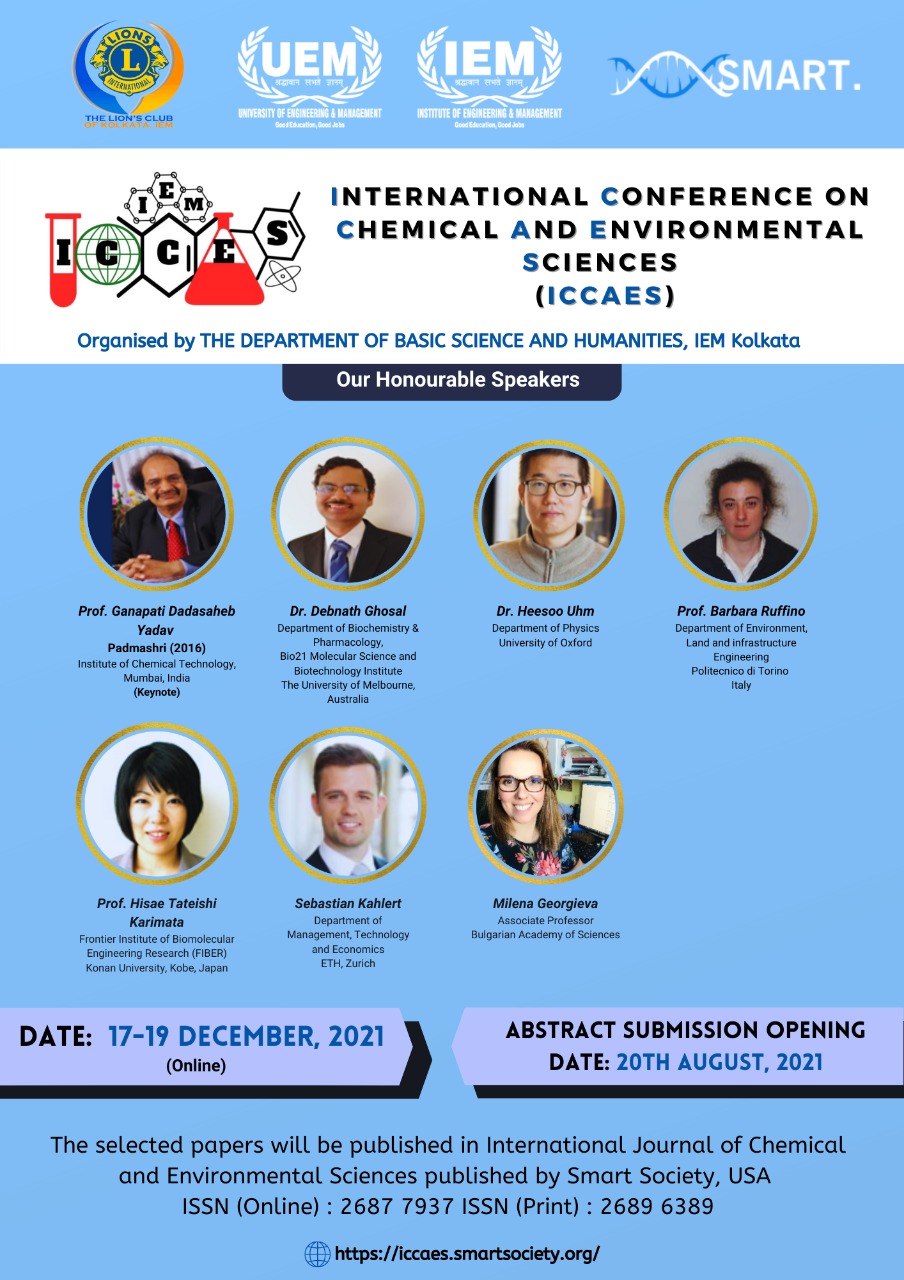 LIONS
L
INTERNATIONAL
THE LION'S CLUB
OF KOLKATA, IEM
UEM
श्रद्धावान लभते ज्ञानम्
UNIVERSITY OF ENGINEERING & MANAGEMENT
Good Education, Good Jobs
IEM
श्रद्धावान लभते ज्ञानम्
INSTITUTE OF ENGINEERING & MANAGEMENT
Good Education, Good Jobs
SMART.
IEM
ICCES
INTERNATIONAL CONFERENCE ON
CHEMICAL AND ENVIRONMENTAL
SCIENCES
(ICCAES)
Organised by THE DEPARTMENT OF BASIC SCIENCE AND HUMANITIES, IEM Kolkata
Our Honourable Speakers
Prof. Ganapati Dadasaheb
Yadav
Padmashri (2016)
Institute of Chemical Technology,
Mumbai, India
(Keynote)
Dr. Debnath Ghosal
Department of Biochemistry &
Pharmacology,
Bio21 Molecular Science and
Biotechnology Institute
The University of Melbourne,
Australia
Dr. Heesoo Uhm
Department of Physics
University of Oxford
Prof. Barbara Ruffino
Department of Environment,
Land and infrastructure
Engineering
Politecnico di Torino
Italy
Prof. Hisae Tateishi
Karimata
Frontier Institute of Biomolecular
Engineering Research (FIBER)
Konan University, Kobe, Japan
Sebastian Kahlert
Department of
Management, Technology
and Economics
ETH, Zurich
Milena Georgieva
Associate Professor
Bulgarian Academy of Sciences
DATE: 17-19 DECEMBER, 2021
(Online)
ABSTRACT SUBMISSION OPENING
DATE: 20TH AUGUST, 2021
The selected papers will be published in International Journal of Chemical
and Environmental Sciences published by Smart Society, USA
ISSN (Online) : 2687 7937 ISSN (Print) : 2689 6389
https://iccaes.smartsociety.org/